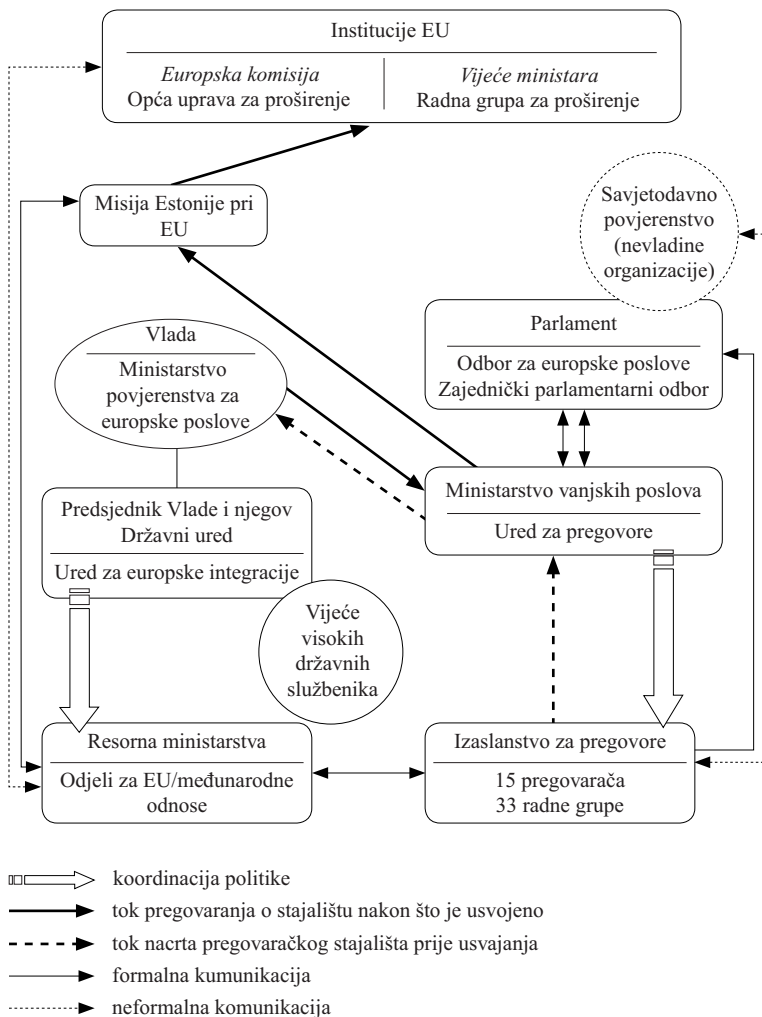 Institucije EU
Europska komisija
Opća uprava za proširenje
Vijeće ministara
Radna grupa za proširenje
Misija Estonije pri
EU
Savjetodavno
povjerenstvo
(nevladine
organizacije)
Vlada
Ministarstvo
povjerenstva za
europske poslove
Parlament
Odbor za europske poslove
Zajednički parlamentarni odbor
Predsjednik Vlade i njegov
Državni ured
Ured za europske integracije
Ministarstvo vanjskih poslova
Ured za pregovore
Vijeće
visokih
državnih
službenika
Resorna ministarstva
Odjeli za EU/međunarodne
odnose
Izaslanstvo za pregovore
15 pregovarača
33 radne grupe
koordinacija politike
tok pregovaranja o stajalištu nakon što je usvojeno
tok nacrta pregovaračkog stajališta prije usvajanja
formalna kumunikacija
neformalna komunikacija